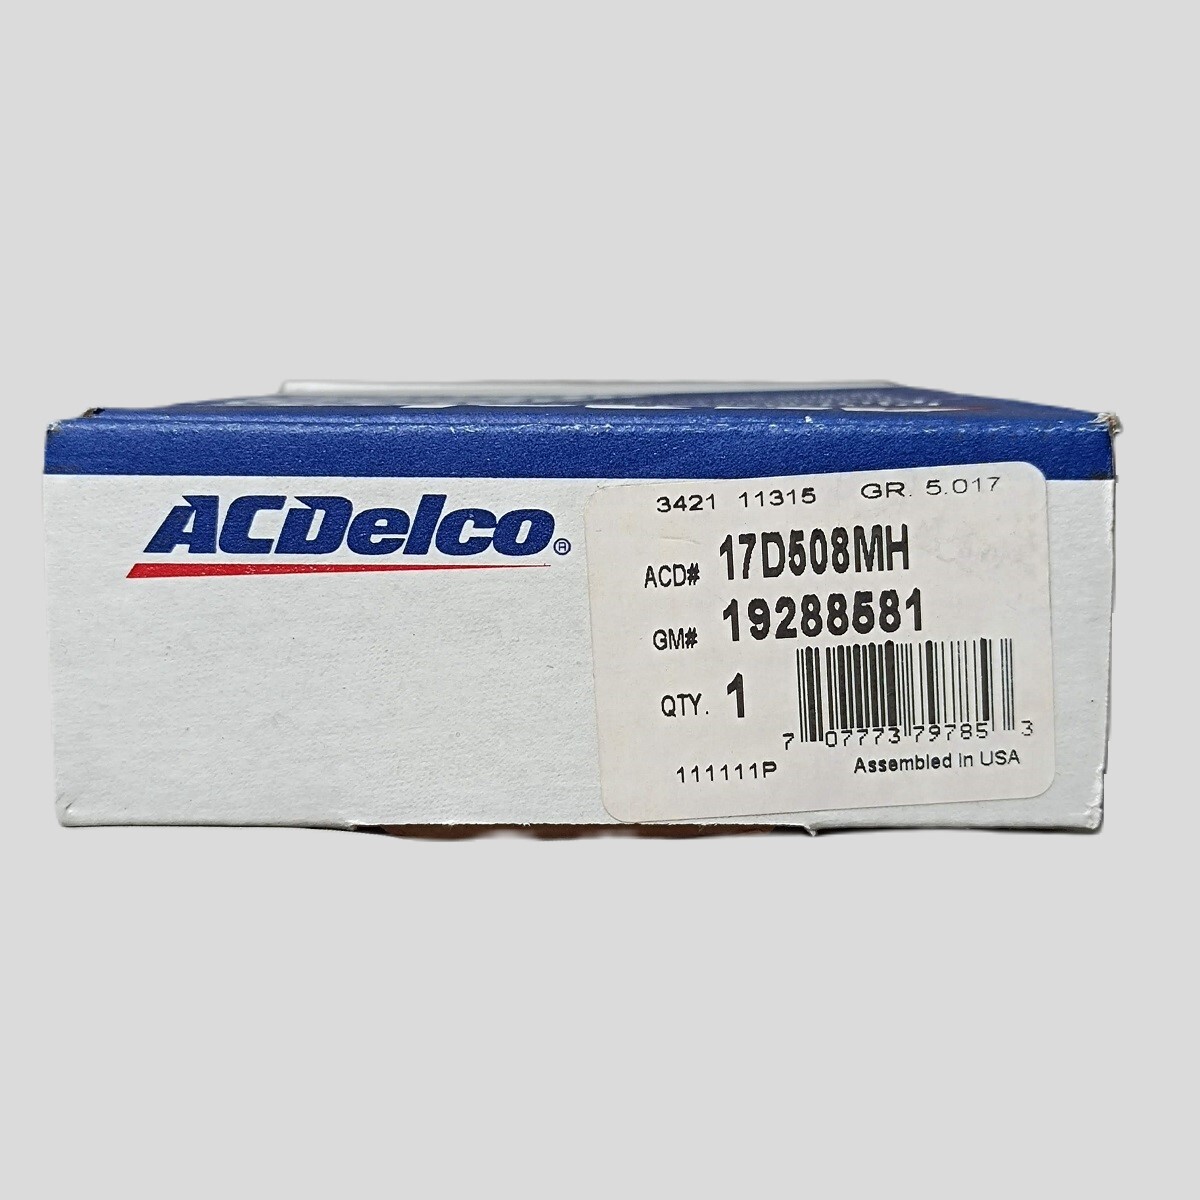 ACDelco®
3421 11315 GR. 5.017
ACD# 17D508MH
GM# 19288581
QTY. 1
7 07773 79785 3
111111P Assembled in USA